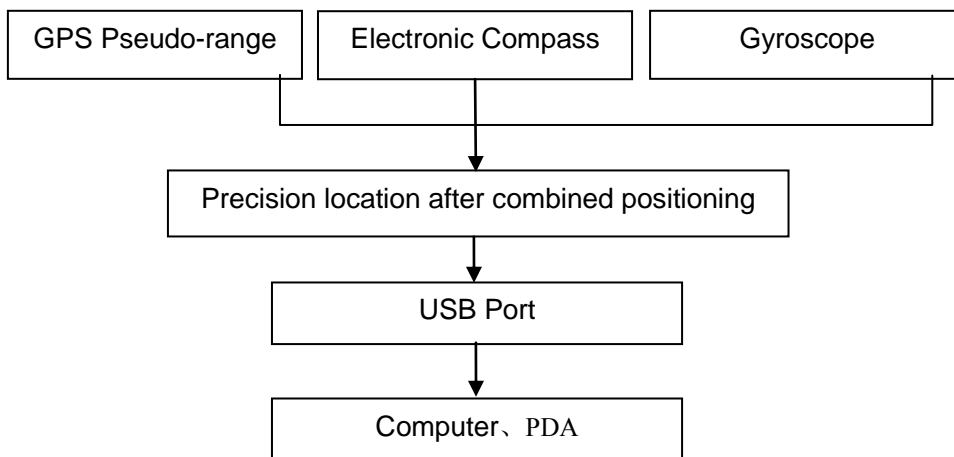 GPS Pseudo-range
Electronic Compass
Gyroscope
Precision location after combined positioning
USB Port
Computer、PDA